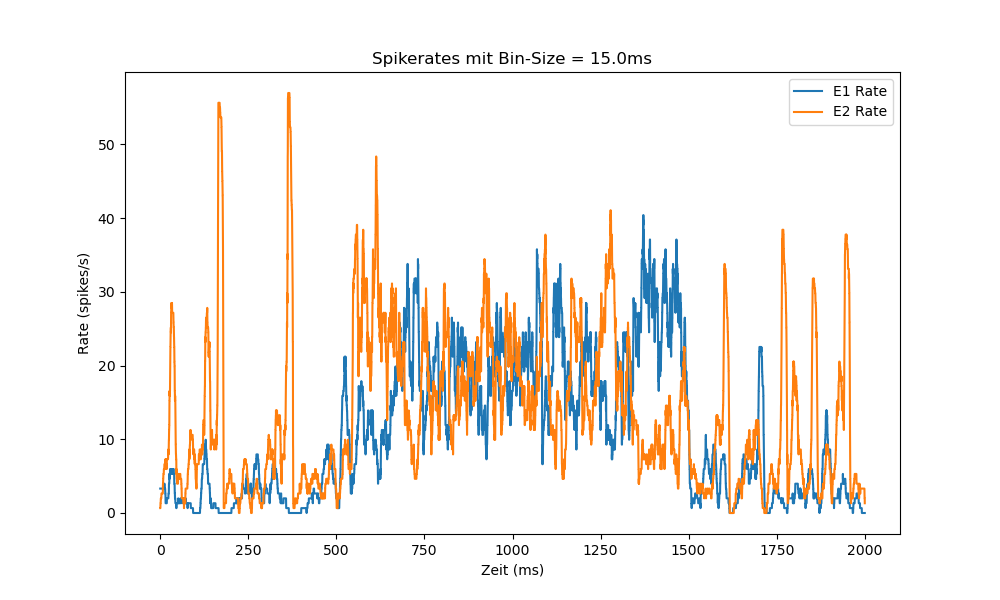 Spikerates mit Bin-Size = 15.0ms
E1 Rate
E2 Rate
Rate (spikes/s)
50
40
30
20
10
0
0 250 500 750 1000 1250 1500 1750 2000
Zeit (ms)